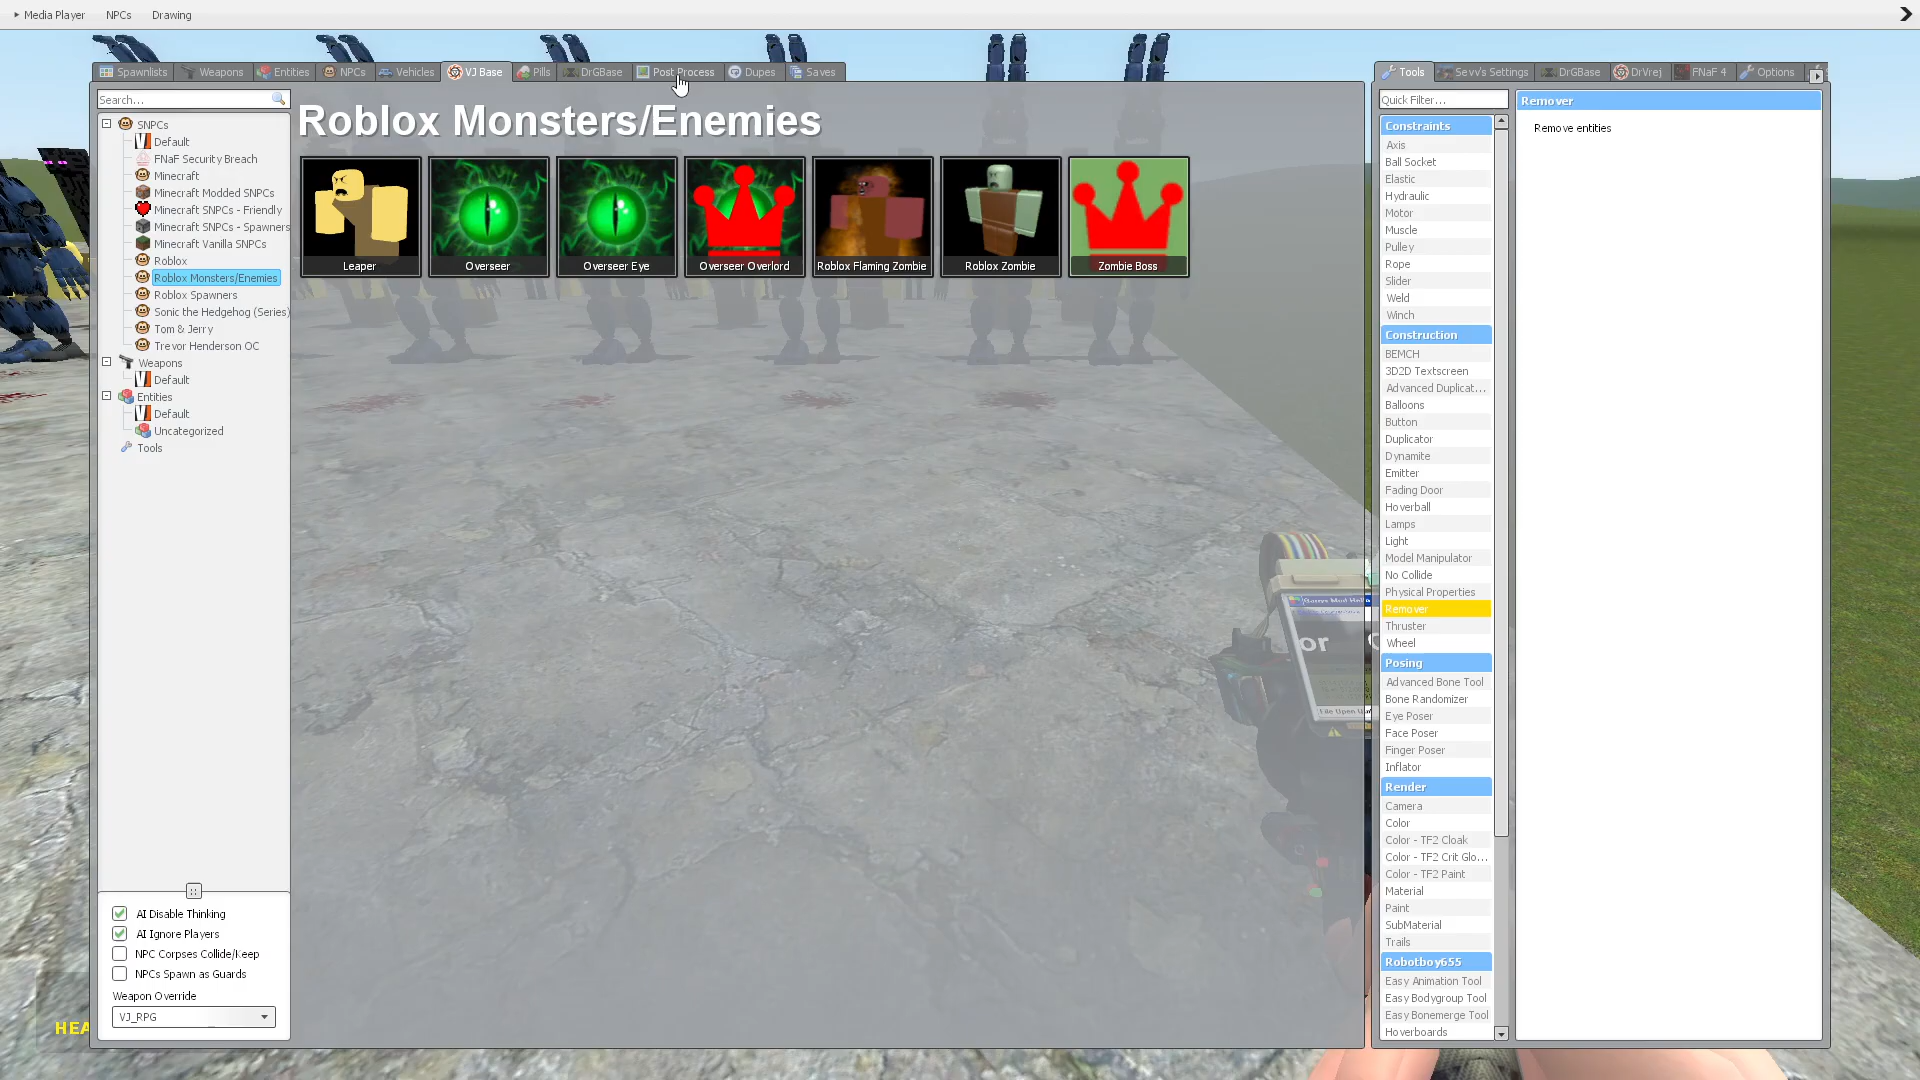 Media Player NPCs Drawing
Spawnlists Weapons Entities NPCs Vehicles VJ Base Pills DrGBase Post Process Dupes Saves
Search...
SNPCs
Default
FNaF Security Breach
Minecraft
Minecraft Modded SNPCs
Minecraft SNPCs - Friendly
Minecraft SNPCs - Spawners
Minecraft Vanilla SNPCs
Roblox
Roblox Monsters/Enemies
Roblox Spawners
Sonic the Hedgehog (Series)
Tom & Jerry
Trevor Henderson OC
Weapons
Default
Entities
Default
Uncategorized
Tools
AI Disable Thinking
AI Ignore Players
NPC Corpses Collide/Keep
NPCs Spawn as Guards
Weapon Override
VJ_RPG
HEA
Roblox Monsters/Enemies
Leaper Overseer Overseer Eye Overseer Overlord Roblox Flaming Zombie Roblox Zombie Zombie Boss
or
Tools Sevv's Settings DrGBase DrVrej FNaF 4 Options
Quick Filter...
Constraints
Axis
Ball Socket
Elastic
Hydraulic
Motor
Muscle
Pulley
Rope
Slider
Weld
Winch
Construction
BEMCH
3D2D Textscreen
Advanced Duplicat...
Balloons
Button
Duplicator
Dynamite
Emitter
Fading Door
Hoverball
Lamps
Light
Model Manipulator
No Collide
Physical Properties
Remover
Thruster
Wheel
Posing
Advanced Bone Tool
Bone Randomizer
Eye Poser
Face Poser
Finger Poser
Inflator
Render
Camera
Color
Color - TF2 Cloak
Color - TF2 Crit Glo...
Color - TF2 Paint
Material
Paint
SubMaterial
Trails
Robotboy655
Easy Animation Tool
Easy Bodygroup Tool
Easy Bonemerge Tool
Hoverboards
Remover
Remove entities